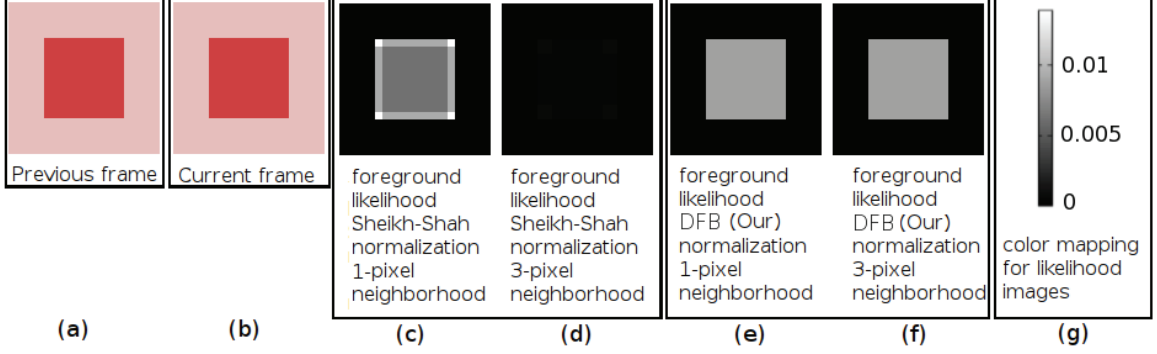 Previous frame
Current frame
foreground
likelihood
Sheikh-Shah
normalization
1-pixel
neighborhood
foreground
likelihood
Sheikh-Shah
normalization
3-pixel
neighborhood
foreground
likelihood
DFB (Our)
normalization
1-pixel
neighborhood
foreground
likelihood
DFB (Our)
normalization
3-pixel
neighborhood
0.01
0.005
0
color mapping
for likelihood
images
(a)
(b)
(c)
(d)
(e)
(f)
(g)